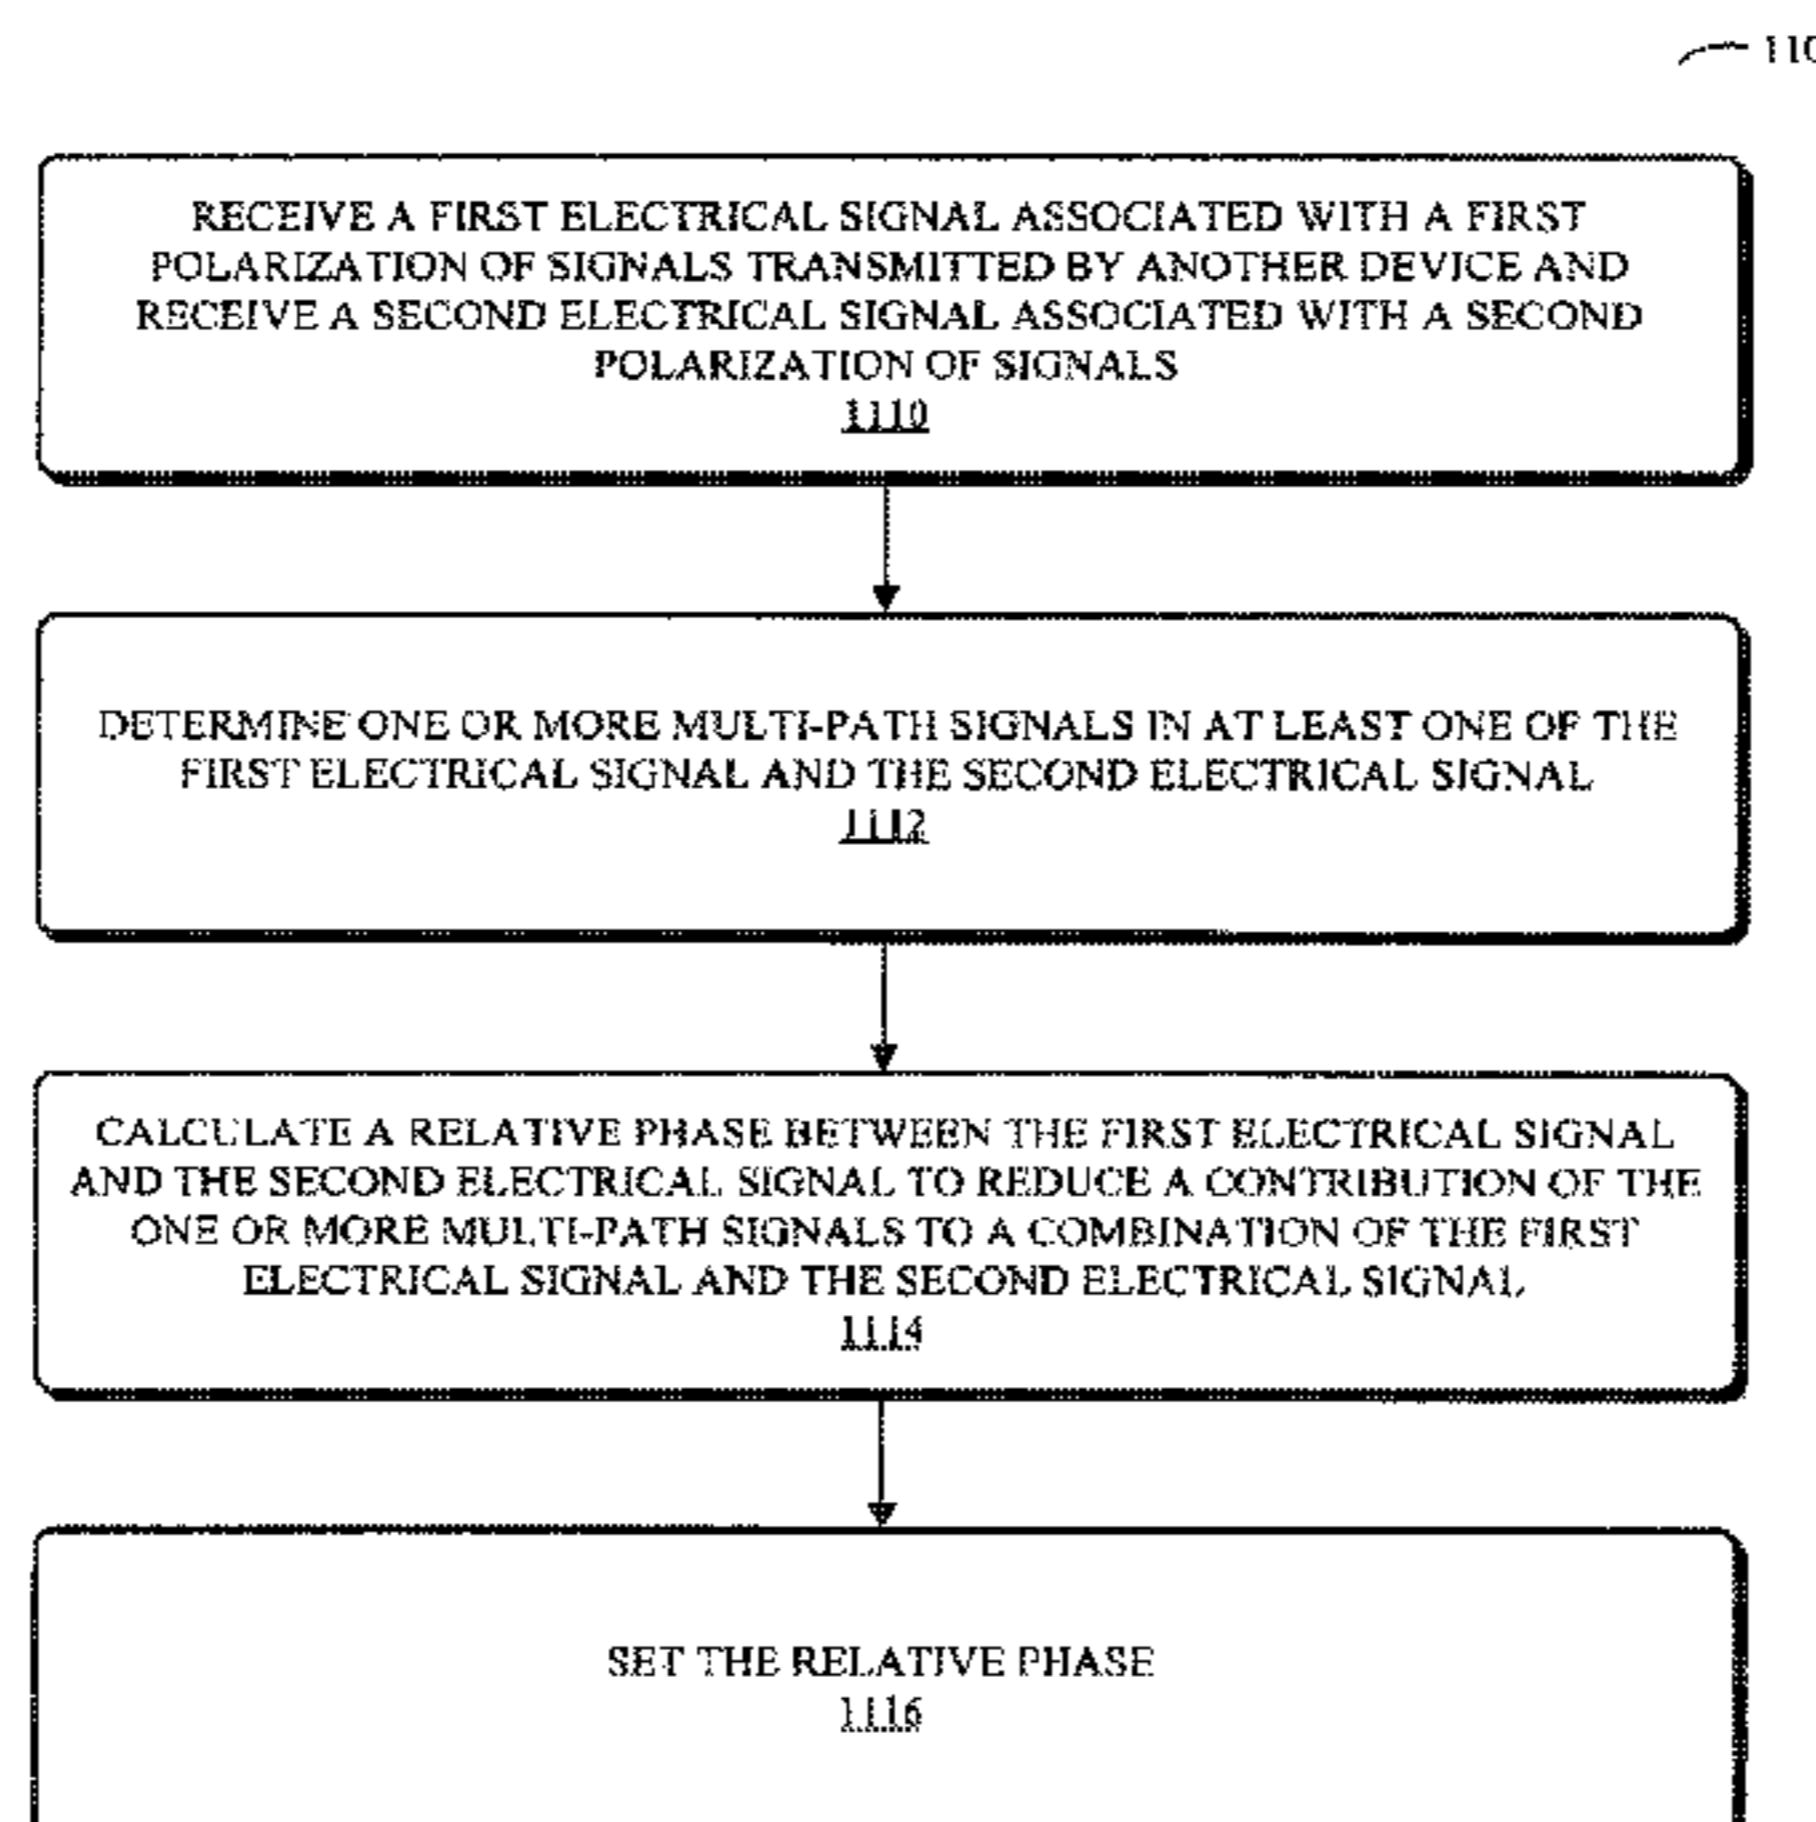 110
RECEIVE A FIRST ELECTRICAL SIGNAL ASSOCIATED WITH A FIRST
POLARIZATION OF SIGNALS TRANSMITTED BY ANOTHER DEVICE AND
RECEIVE A SECOND ELECTRICAL SIGNAL ASSOCIATED WITH A SECOND
POLARIZATION OF SIGNALS
1110
DETERMINE ONE OR MORE MULTI-PATH SIGNALS IN AT LEAST ONE OF THE
FIRST ELECTRICAL SIGNAL AND THE SECOND ELECTRICAL SIGNAL
1112
CALCULATE A RELATIVE PHASE BETWEEN THE FIRST ELECTRICAL SIGNAL
AND THE SECOND ELECTRICAL SIGNAL TO REDUCE A CONTRIBUTION OF THE
ONE OR MORE MULTI-PATH SIGNALS TO A COMBINATION OF THE FIRST
ELECTRICAL SIGNAL AND THE SECOND ELECTRICAL SIGNAL
1114
SET THE RELATIVE PHASE
1116